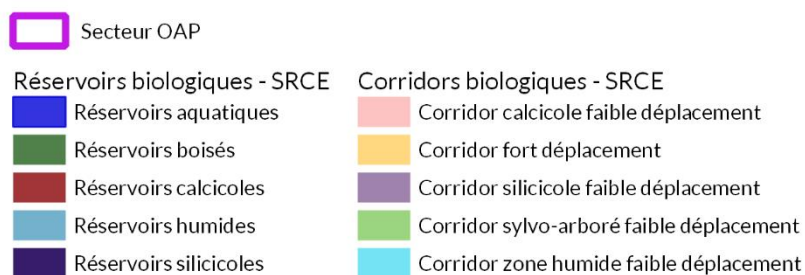 Secteur OAP
Réservoirs biologiques - SRCE
Réservoirs aquatiques
Réservoirs boisés
Réservoirs calcicoles
Réservoirs humides
Réservoirs silicicoles
Corridors biologiques - SRCE
Corridor calcicole faible déplacement
Corridor fort déplacement
Corridor silicicole faible déplacement
Corridor sylvo-arboré faible déplacement
Corridor zone humide faible déplacement